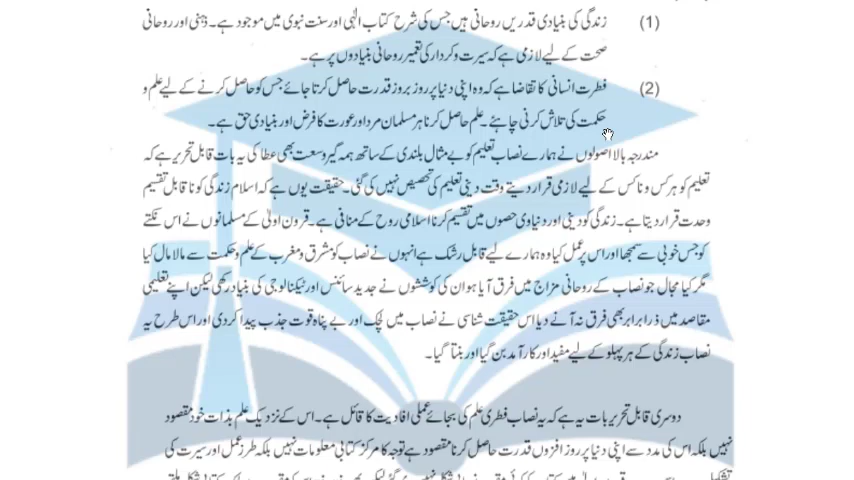 (1) زندگی کی بنیادی قدریں روحانی ہیں جس کی شرح کتاب الٰہی اور سنت نبوی میں موجود ہے۔ ذہنی اور روحانی
صحت کے لیے لازمی ہے کہ سیرت و کردار کی تعمیر روحانی بنیادوں پر ہے۔
(2) فطرت انسانی کا تقاضا ہے کہ وہ اپنی دنیا پر روز بروز قدرت حاصل کرتا جائے جس کو حاصل کرنے کے لیے علم و
حکمت کی تلاش کرنی چاہئے۔ علم حاصل کرنا ہر مسلمان مرد اور عورت کا فرض اور بنیادی حق ہے۔
مندرجہ بالا اصولوں نے ہمارے نصاب تعلیم کو بے مثال بلندی کے ساتھ ہمہ گیر وسعت بھی عطا کی یہ بات قابل تحریر ہے کہ
تعلیم کو ہر کس و ناکس کے لیے لازمی قرار دیتے وقت دینی تعلیم کی تخصیص نہیں کی گئی۔ حقیقت یوں ہے کہ اسلام زندگی کو نا قابل تقسیم
وحدت قرار دیتا ہے۔ زندگی کو دینی اور دنیاوی حصوں میں تقسیم کرنا اسلامی روح کے منافی ہے۔ قرون اولیٰ کے مسلمانوں نے اس نکتے
کو جس خوبی سے سمجھا اور اس پر عمل کیا وہ ہمارے لیے قابل رشک ہے انہوں نے نصاب کو مشرق و مغرب کے علم و حکمت سے مالا مال کیا
مگر کیا مجال جو نصاب کے روحانی مزاج میں فرق آیا ہو ان کی کوششوں نے جدید سائنس اور ٹیکنالوجی کی بنیاد رکھی لیکن اپنے تعلیمی
مقاصد میں ذرا برابر بھی فرق نہ آنے دیا اس حقیقت شناسی نے نصاب میں لچک اور بے پناہ قوت جذب پیدا کر دی اور اس طرح یہ
نصاب زندگی کے ہر پہلو کے لیے مفید اور کارآمد بن گیا اور بنتا گیا۔
دوسری قابل تحریر بات یہ ہے کہ یہ نصاب فطری علم کی بجائے عملی افادیت کا قائل ہے۔ اس کے نزدیک علم بذات خود مقصود
نہیں بلکہ اس کی مدد سے اپنی دنیا پر روز افزوں قدرت حاصل کرنا مقصود ہے توجہ کا مرکز کتابی معلومات نہیں بلکہ طرز عمل اور سیرت کی